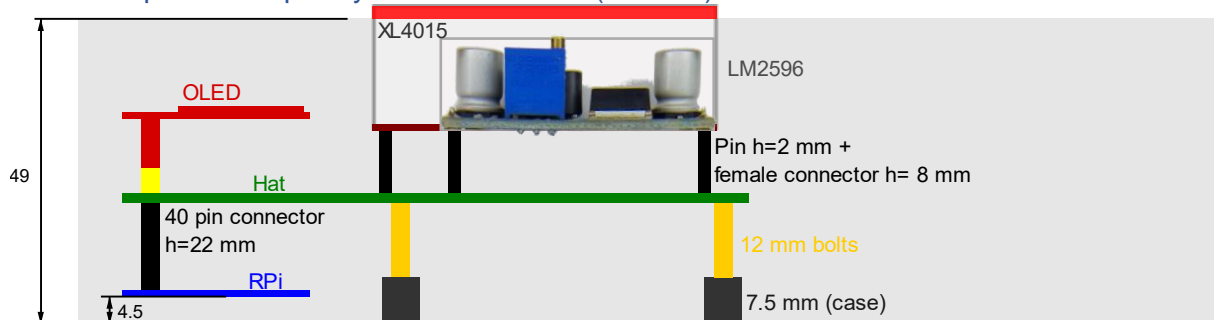 XL4015
LM2596
OLED
Pin h=2 mm +
female connector h= 8 mm
49
Hat
40 pin connector
h=22 mm
12 mm bolts
RPi
7.5 mm (case)
4.5